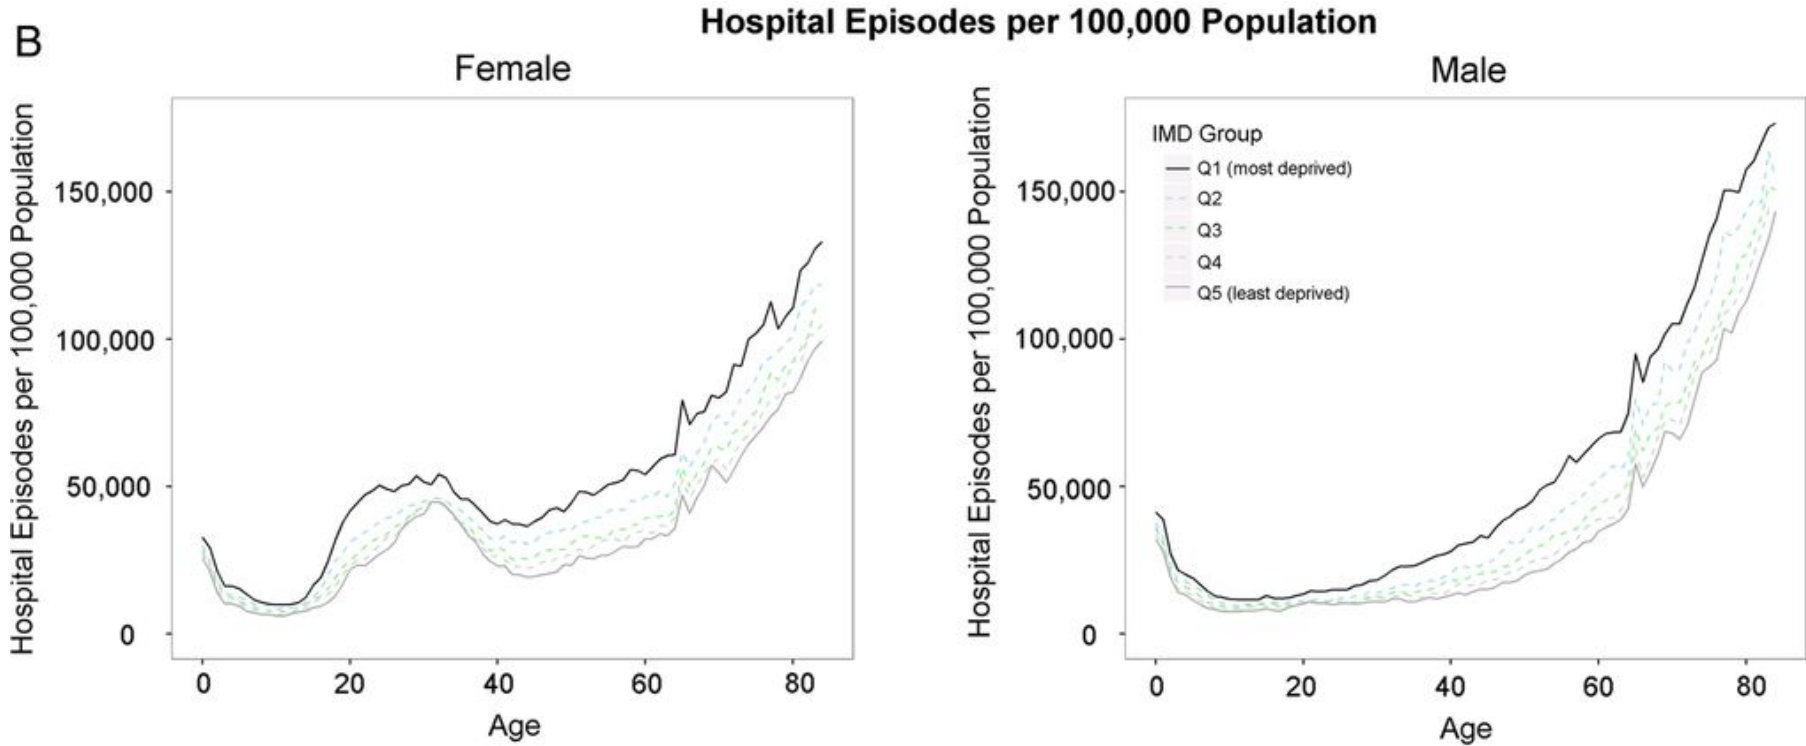 Hospital Episodes per 100,000 Population
B
Female
Hospital Episodes per 100,000 Population
150,000
100,000
50,000
0
0 20 40 60 80
Age
Male
Hospital Episodes per 100,000 Population
150,000
100,000
50,000
0
IMD Group
Q1 (most deprived)
Q2
Q3
Q4
Q5 (least deprived)
0 20 40 60 80
Age